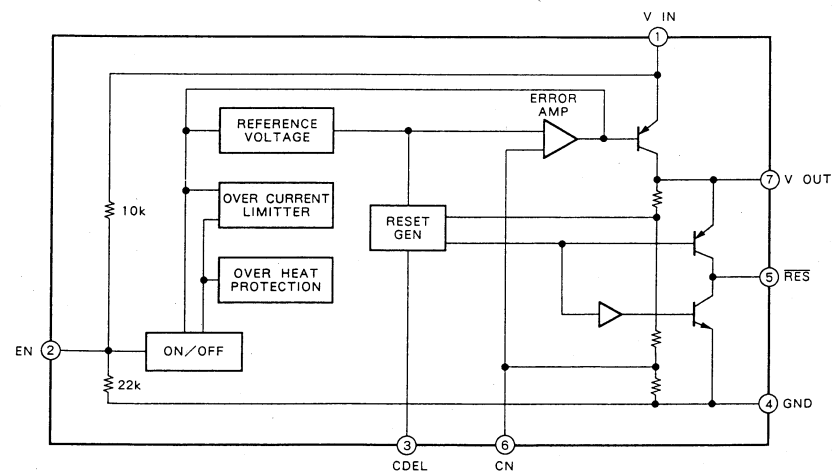 V IN
1
ERROR
AMP
REFERENCE
VOLTAGE
7 V OUT
10k
OVER CURRENT
LIMITTER
RESET
GEN
OVER HEAT
PROTECTION
5 RES
EN 2
ON/OFF
22k
4 GND
3
6
CDEL
CN